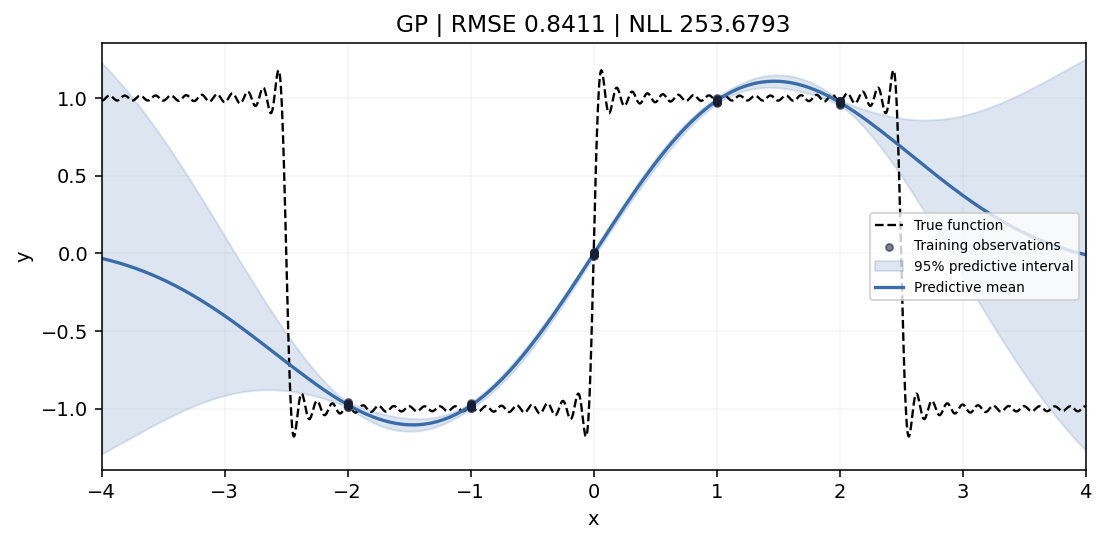 GP | RMSE 0.8411 | NLL 253.6793
1.0
0.5
0.0
−0.5
−1.0
y
True function
Training observations
95% predictive interval
Predictive mean
−4
−3
−2
−1
0
1
2
3
4
x